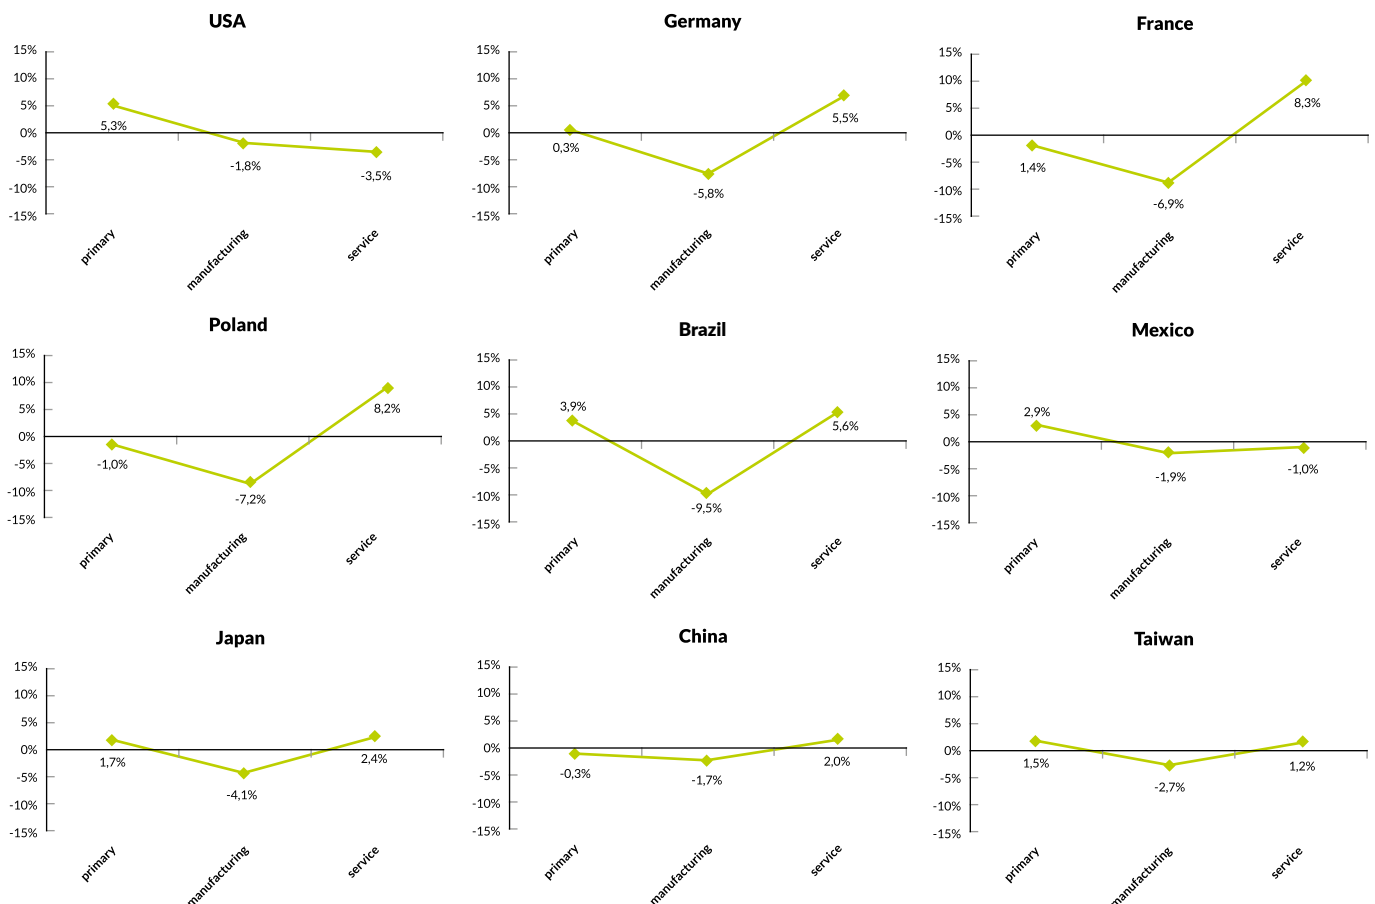 USA
15%
10%
5%
0%
-5%
-10%
-15%
5,3%
-1,8%
-3,5%
primary
manufacturing
service
Germany
15%
10%
5%
0%
-5%
-10%
-15%
0,3%
-5,8%
5,5%
primary
manufacturing
service
France
15%
10%
5%
0%
-5%
-10%
-15%
1,4%
-6,9%
8,3%
primary
manufacturing
service
Poland
15%
10%
5%
0%
-5%
-10%
-15%
-1,0%
-7,2%
8,2%
primary
manufacturing
service
Brazil
15%
10%
5%
0%
-5%
-10%
-15%
3,9%
-9,5%
5,6%
primary
manufacturing
service
Mexico
15%
10%
5%
0%
-5%
-10%
-15%
2,9%
-1,9%
-1,0%
primary
manufacturing
service
Japan
15%
10%
5%
0%
-5%
-10%
-15%
1,7%
-4,1%
2,4%
primary
manufacturing
service
China
15%
10%
5%
0%
-5%
-10%
-15%
-0,3%
-1,7%
2,0%
primary
manufacturing
service
Taiwan
15%
10%
5%
0%
-5%
-10%
-15%
1,5%
-2,7%
1,2%
primary
manufacturing
service